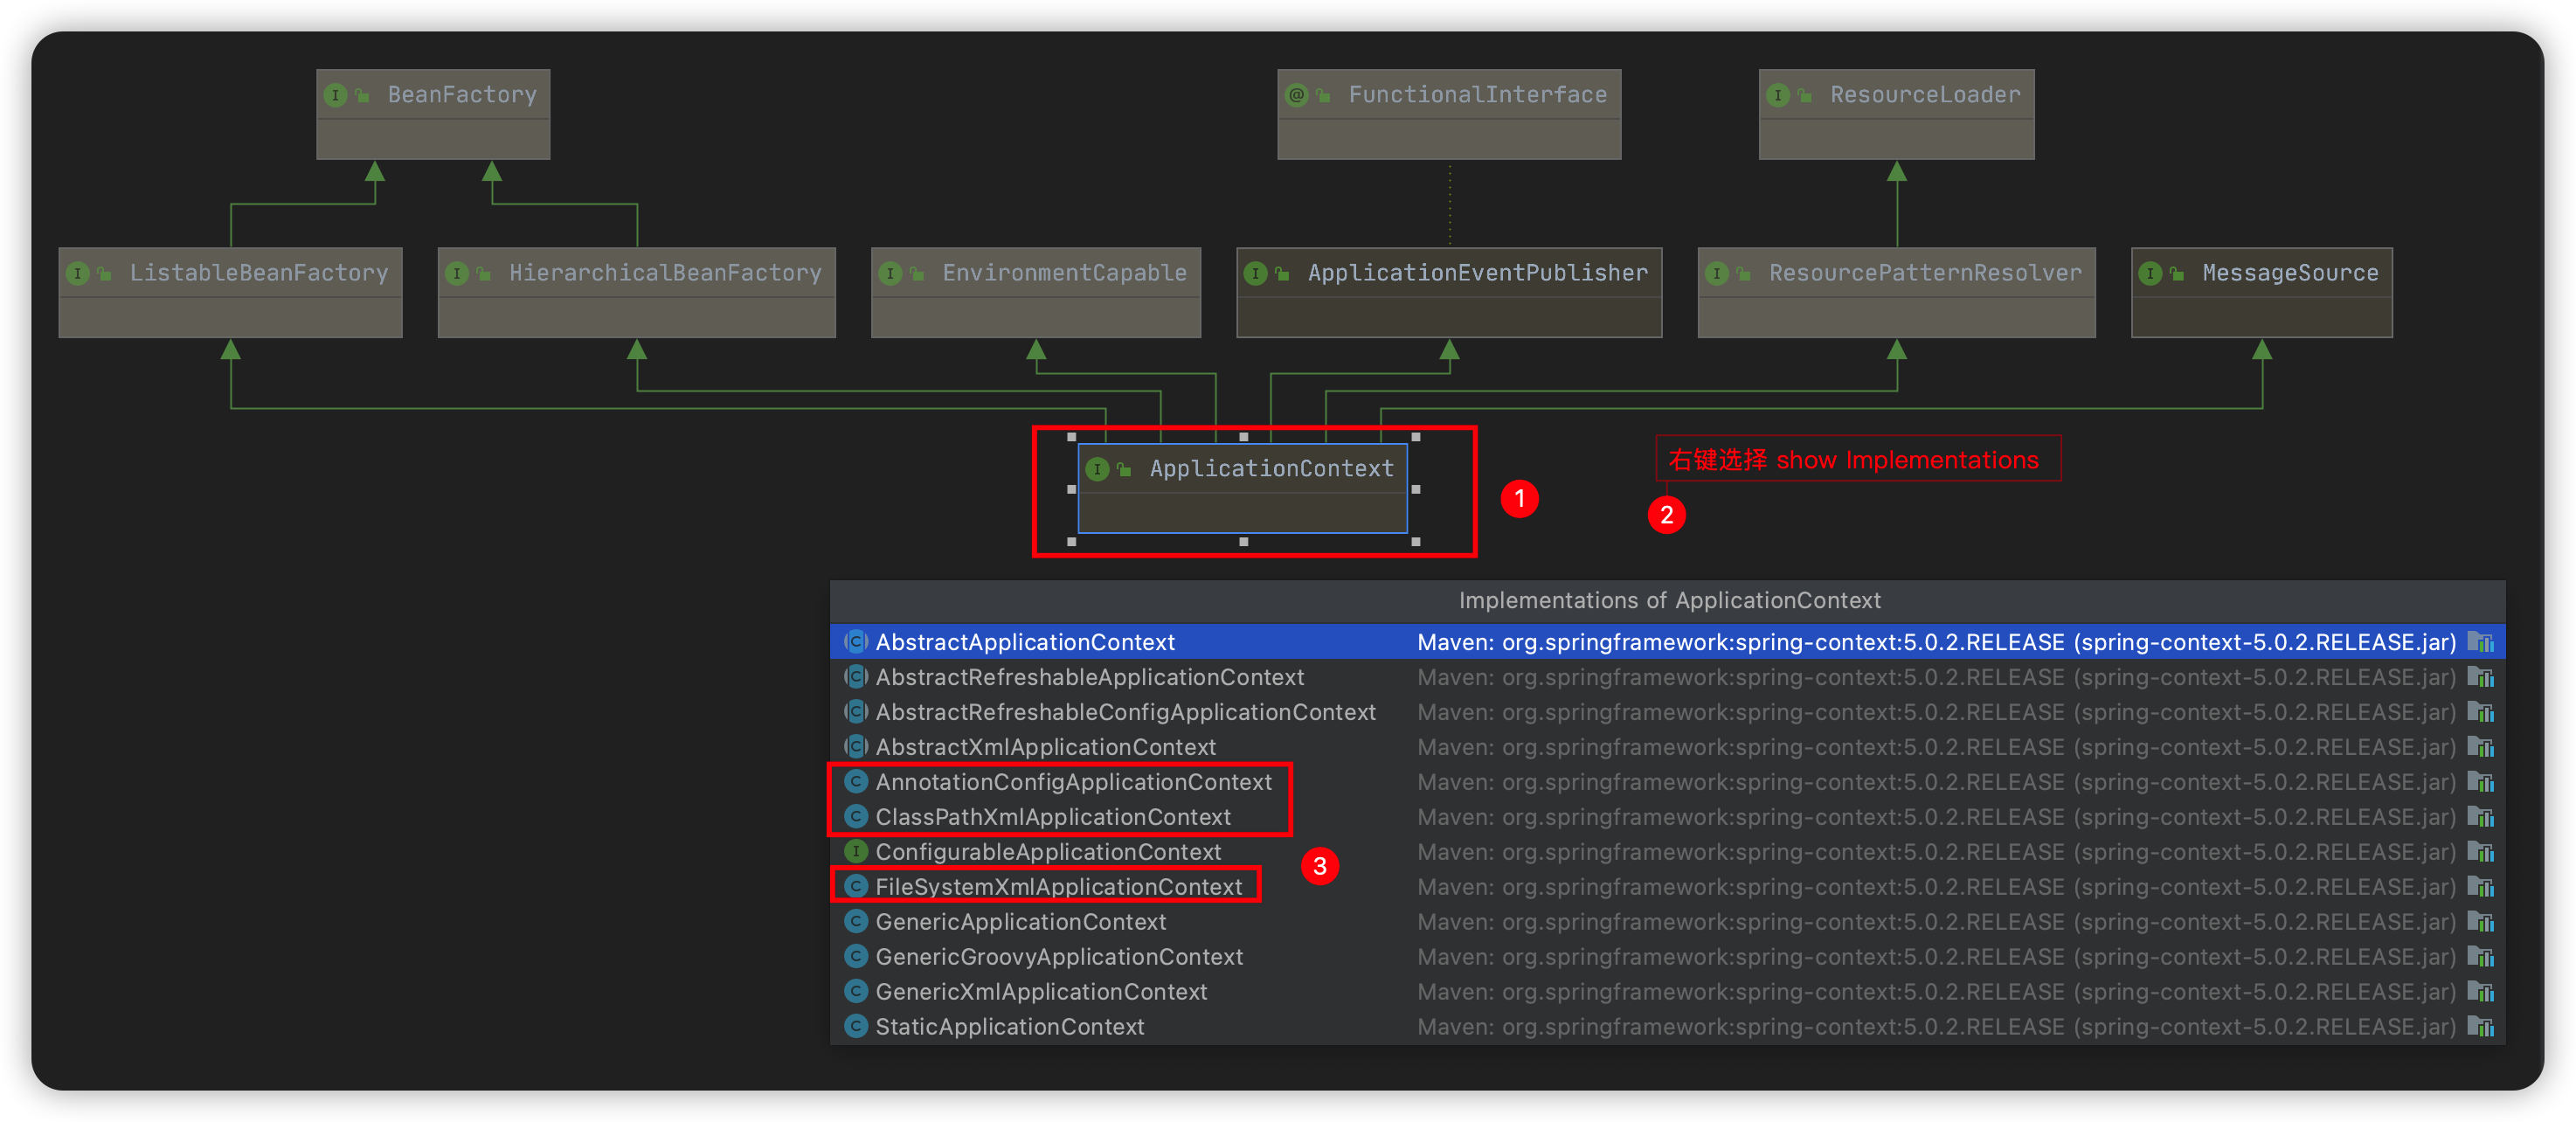 BeanFactory
FunctionalInterface
ResourceLoader
ListableBeanFactory
HierarchicalBeanFactory
EnvironmentCapable
ApplicationEventPublisher
ResourcePatternResolver
MessageSource
ApplicationContext
1
右键选择 show Implementations
2
Implementations of ApplicationContext
AbstractApplicationContext Maven: org.springframework:spring-context:5.0.2.RELEASE (spring-context-5.0.2.RELEASE.jar)
AbstractRefreshableApplicationContext Maven: org.springframework:spring-context:5.0.2.RELEASE (spring-context-5.0.2.RELEASE.jar)
AbstractRefreshableConfigApplicationContext Maven: org.springframework:spring-context:5.0.2.RELEASE (spring-context-5.0.2.RELEASE.jar)
AbstractXmlApplicationContext Maven: org.springframework:spring-context:5.0.2.RELEASE (spring-context-5.0.2.RELEASE.jar)
AnnotationConfigApplicationContext Maven: org.springframework:spring-context:5.0.2.RELEASE (spring-context-5.0.2.RELEASE.jar)
ClassPathXmlApplicationContext Maven: org.springframework:spring-context:5.0.2.RELEASE (spring-context-5.0.2.RELEASE.jar)
ConfigurableApplicationContext Maven: org.springframework:spring-context:5.0.2.RELEASE (spring-context-5.0.2.RELEASE.jar)
3
FileSystemXmlApplicationContext Maven: org.springframework:spring-context:5.0.2.RELEASE (spring-context-5.0.2.RELEASE.jar)
GenericApplicationContext Maven: org.springframework:spring-context:5.0.2.RELEASE (spring-context-5.0.2.RELEASE.jar)
GenericGroovyApplicationContext Maven: org.springframework:spring-context:5.0.2.RELEASE (spring-context-5.0.2.RELEASE.jar)
GenericXmlApplicationContext Maven: org.springframework:spring-context:5.0.2.RELEASE (spring-context-5.0.2.RELEASE.jar)
StaticApplicationContext Maven: org.springframework:spring-context:5.0.2.RELEASE (spring-context-5.0.2.RELEASE.jar)